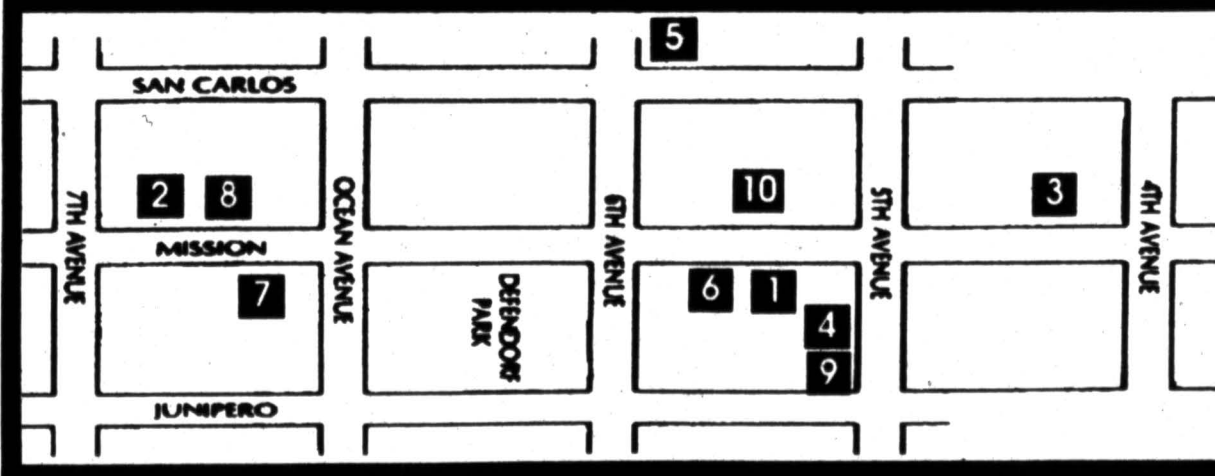 5
SAN CARLOS
2
8
10
3
7TH AVENUE
OCEAN AVENUE
6TH AVENUE
5TH AVENUE
4TH AVENUE
MISSION
7
DEFENDORF
PARK
6
1
4
9
JUNIPERO